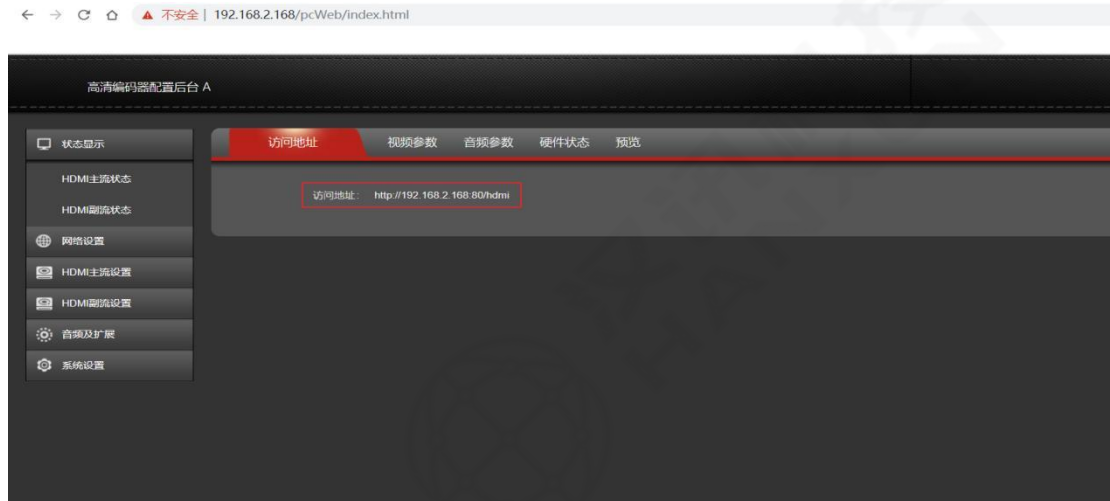 不安全 | 192.168.2.168/pcWeb/index.html
高清编码器配置后台 A
状态显示
HDMI主流状态
HDMI副流状态
网络设置
HDMI主流设置
HDMI副流设置
音频及扩展
系统设置
访问地址 视频参数 音频参数 硬件状态 预览
访问地址: http://192.168.2.168:80/hdmi